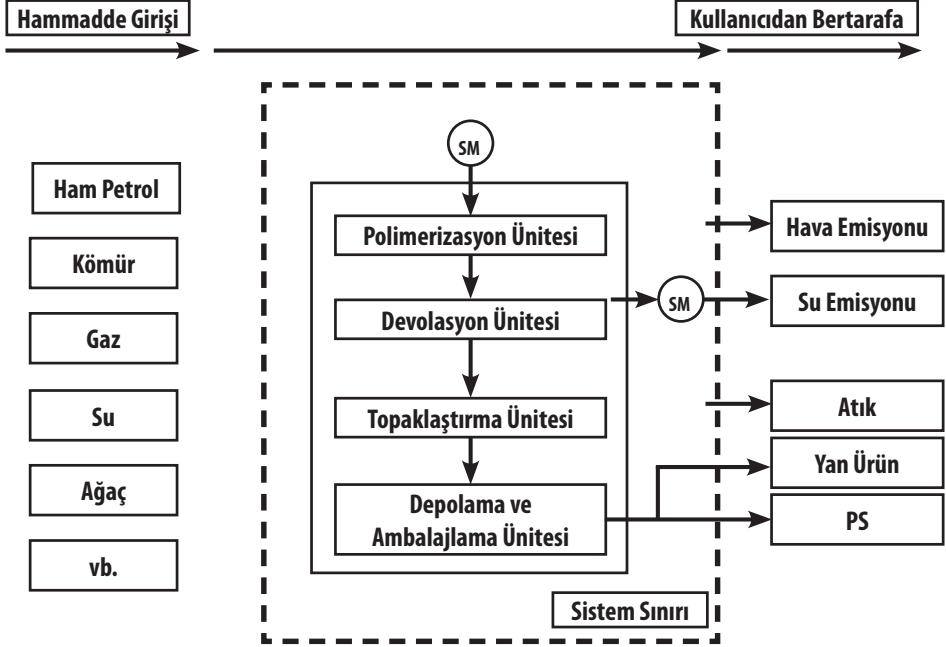 Hammadde Girişi
Kullanıcıdan Bertarafa
SM
Ham Petrol
Kömür
Gaz
Su
Ağaç
vb.
Polimerizasyon Ünitesi
Devolasyon Ünitesi
SM
Topaklaştırma Ünitesi
Depolama ve
Ambalajlama Ünitesi
Hava Emisyonu
Su Emisyonu
Atık
Yan Ürün
PS
Sistem Sınırı